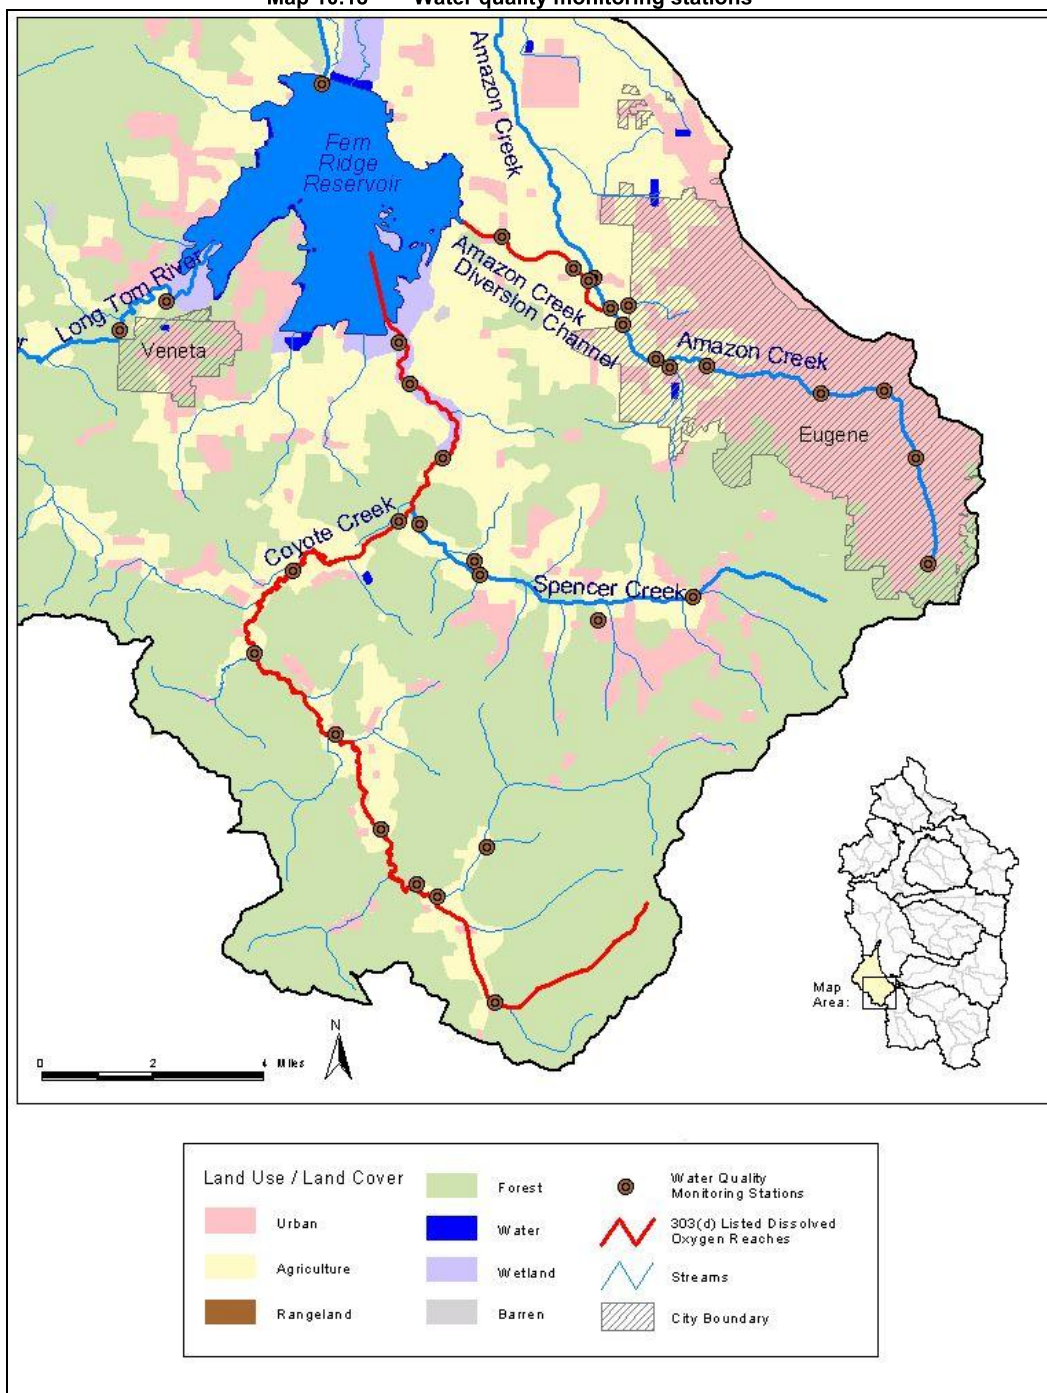 Water quality monitoring stations
Amazon Creek
Fern
Ridge
Reservoir
Long Tom River
Amazon Creek
Diversion Channel
Veneta
Amazon Creek
Eugene
Coyote Creek
Spencer Creek
Map
Area:
N
0 2 4 Miles
Land Use / Land Cover
Urban
Agriculture
Rangeland
Forest
Water
Wetland
Barren
Water Quality
Monitoring Stations
303(d) Listed Dissolved
Oxygen Reaches
Streams
City Boundary